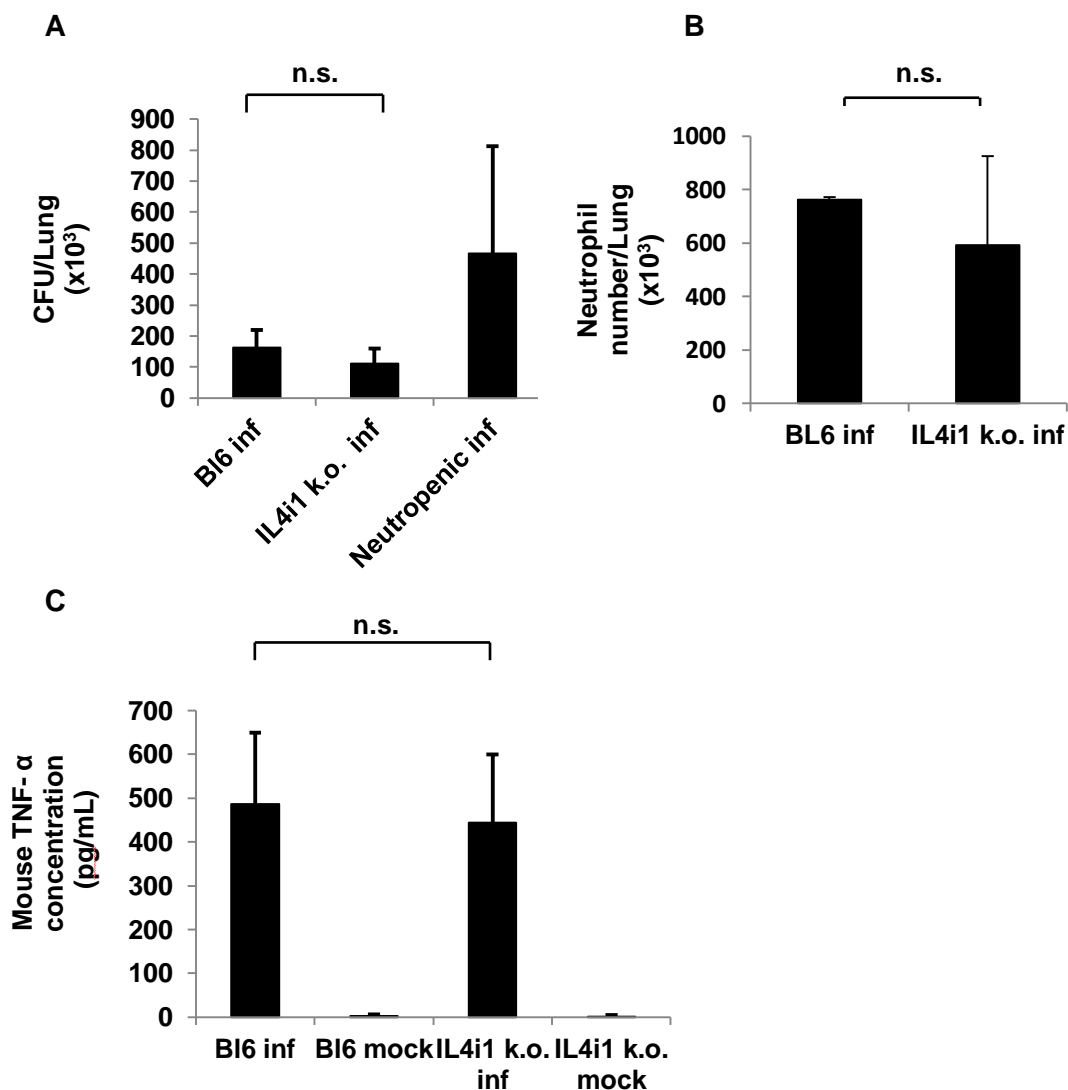 A
n.s.
CFU/Lung
(x10³)
900
800
700
600
500
400
300
200
100
0
Bl6 inf
IL4i1 k.o. inf
Neutropenic inf
B
n.s.
Neutrophil
number/Lung
(x10³)
1000
800
600
400
200
0
BL6 inf
IL4i1 k.o. inf
C
n.s.
Mouse TNF- α
concentration
(pg/mL)
700
600
500
400
300
200
100
0
Bl6 inf
Bl6 mock
IL4i1 k.o.
inf
IL4i1 k.o.
mock